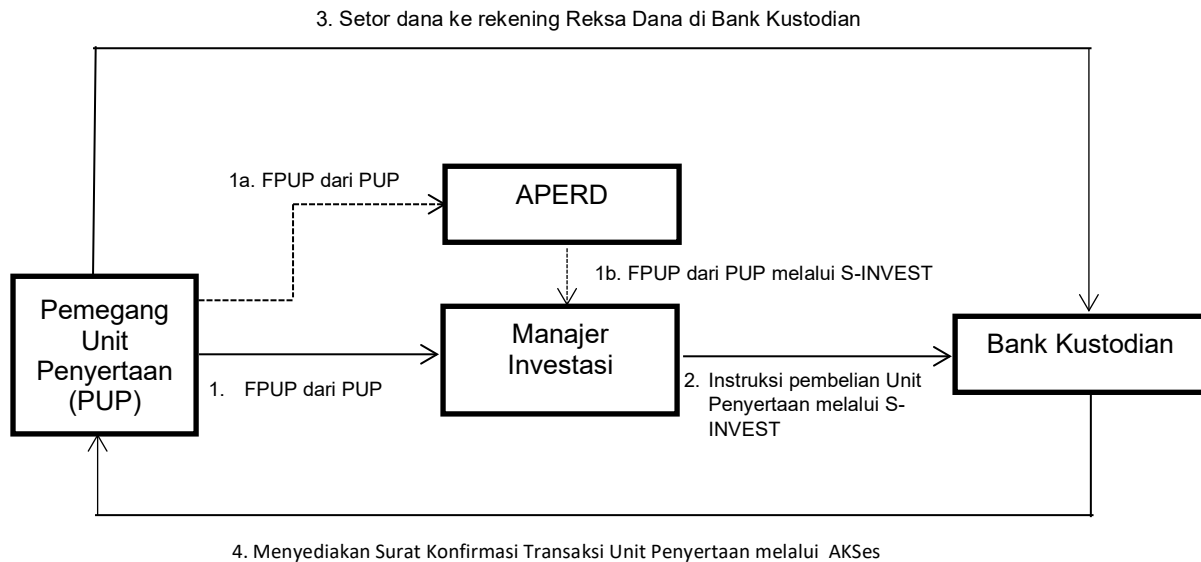 3. Setor dana ke rekening Reksa Dana di Bank Kustodian
1a. FPUP dari PUP
APERD
1b. FPUP dari PUP melalui S-INVEST
Pemegang
Unit
Penyertaan
(PUP)
Manajer
Investasi
Bank Kustodian
1. FPUP dari PUP
2. Instruksi pembelian Unit
Penyertaan melalui S-
INVEST
4. Menyediakan Surat Konfirmasi Transaksi Unit Penyertaan melalui AKSes